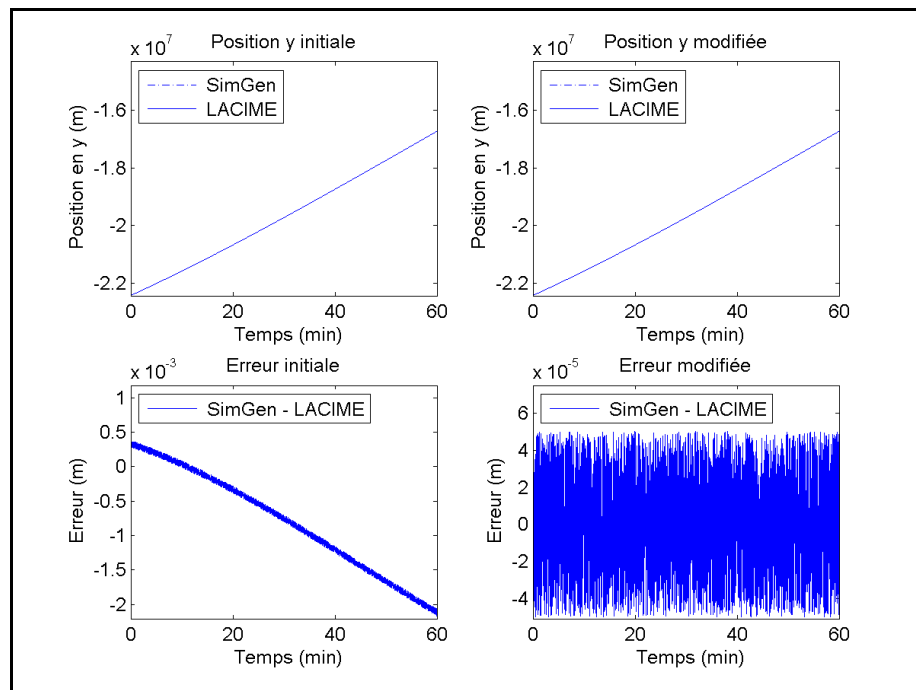 Position y initiale
x 10^7
SimGen
LACIME
Position en y (m)
-1.6
-1.8
-2
-2.2
0
20
40
60
Temps (min)
Position y modifiée
x 10^7
SimGen
LACIME
Position en y (m)
-1.6
-1.8
-2
-2.2
0
20
40
60
Temps (min)
Erreur initiale
x 10^-3
SimGen - LACIME
Erreur (m)
1
0.5
0
-0.5
-1
-1.5
-2
0
20
40
60
Temps (min)
Erreur modifiée
x 10^-5
SimGen - LACIME
Erreur (m)
6
4
2
0
-2
-4
0
20
40
60
Temps (min)